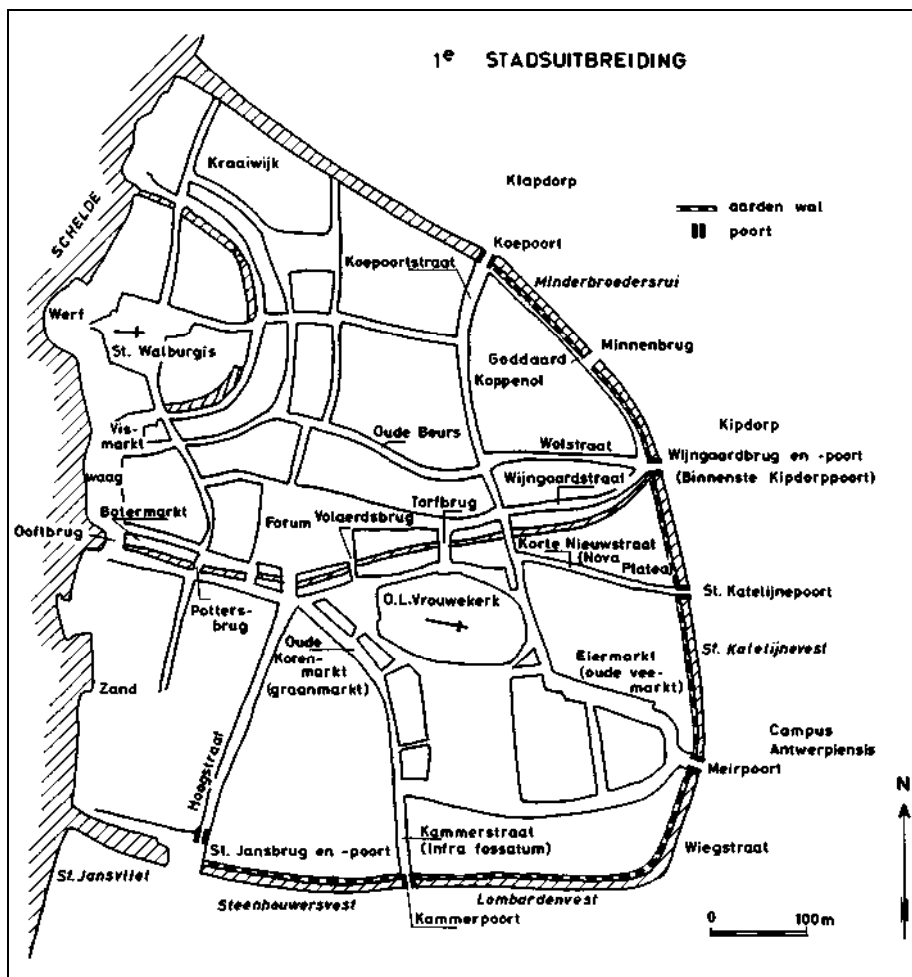 1e STADSUITBREIDING
Kraaiwijk
Klapdorp
SCHELDE
aarden wal
poort
Koepoort
Koepoortstraat
Minderbroedersrui
Werf
St. Walburgis
Minnenbrug
Goddaard
Koppenol
Vis-
markt
Oude Beurs
Kipdorp
Wolstraat
Wijngaardbrug en -poort
(Binnenste Kipdorppoort)
waag
Wijngaardstraat
Botermarkt
Torfbrug
Forum
Volaerdsbrug
Ooftbrug
Korte Nieuwstraat
(Nova
Platea)
Potters-
brug
O.L.Vrouwekerk
St. Katelijnepoort
Oude
Koren-
markt
(graanmarkt)
Eiermarkt
(oude vee-
markt)
St. Katelijnevest
Zand
Campus
Antwerpiensis
Hoogstraat
Meirpoort
N
Kammerstraat
(Infra fossatum)
St. Jansbrug en -poort
Wiegstraat
St. Jansvliet
Steenhouwersvest
Lombardenvest
Kammerpoort
0 100m